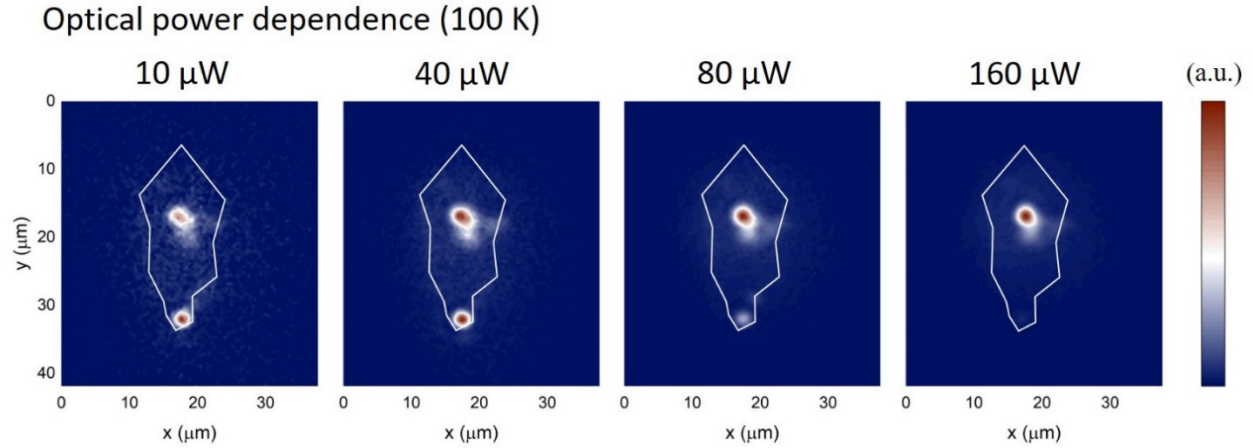 Optical power dependence (100 K)
10 μW 40 μW 80 μW 160 μW (a.u.)
0
10
20
30
40
y (μm)
0 10 20 30 0 10 20 30 0 10 20 30 0 10 20 30
x (μm) x (μm) x (μm) x (μm)